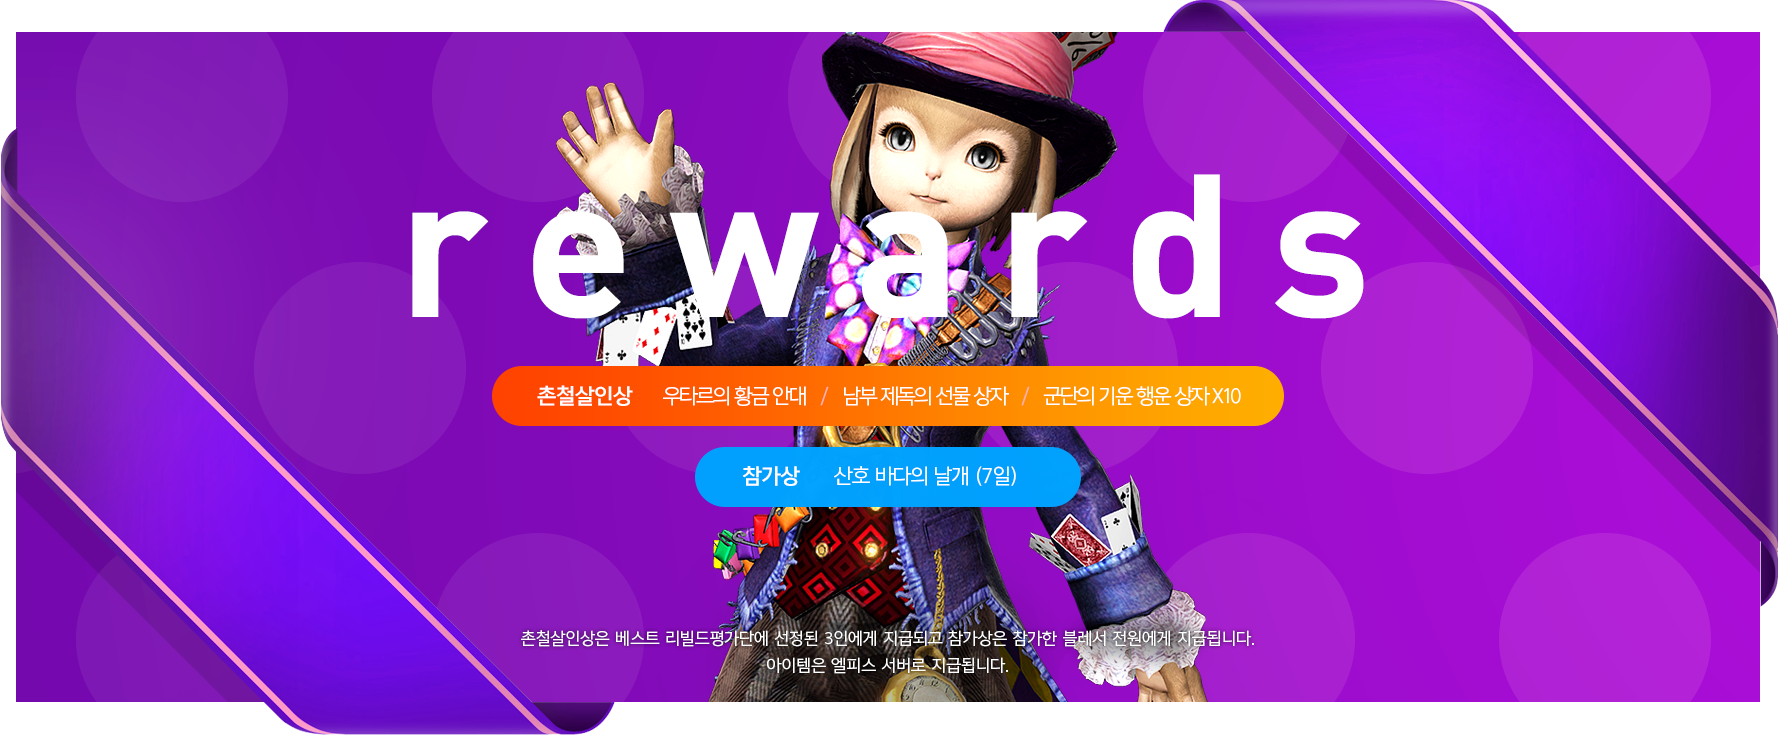 rewards
촌철살인상 우타르의 황금 안대 / 남부 제독의 선물 상자 / 군단의 기운 행운 상자 X10
참가상 산호 바다의 날개 (7일)
촌철살인상은 베스트 리빌드평가단에 선정된 3인에게 지급되고 참가상은 참가한 블레서 전원에게 지급됩니다.
아이템은 엘피스 서버로 지급됩니다.